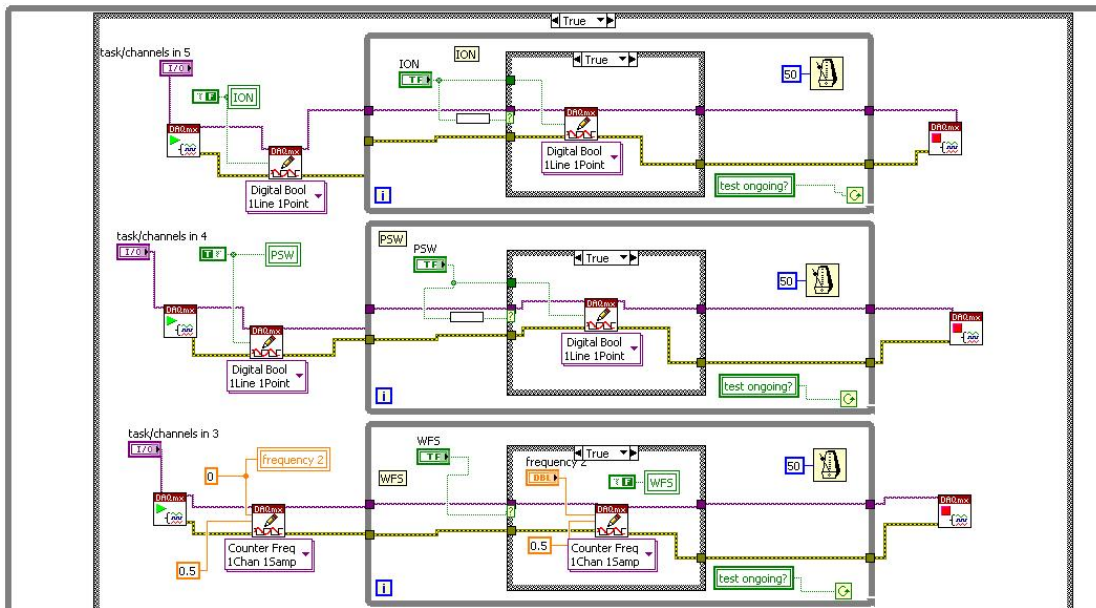 True
task/channels in 5
I/O
ION
TF
ION
True
50
F
ION
DAQmx
DAQmx
DAQmx
DAQmx
Digital Bool
1Line 1Point
Digital Bool
1Line 1Point
test ongoing?
i
task/channels in 4
I/O
T
PSW
PSW
PSW
TF
True
50
DAQmx
DAQmx
DAQmx
DAQmx
Digital Bool
1Line 1Point
Digital Bool
1Line 1Point
test ongoing?
i
task/channels in 3
I/O
0
frequency 2
WFS
TF
WFS
True
frequency 2
DBL
F
WFS
50
DAQmx
DAQmx
DAQmx
DAQmx
0.5
Counter Freq
1Chan 1Samp
0.5
Counter Freq
1Chan 1Samp
test ongoing?
i